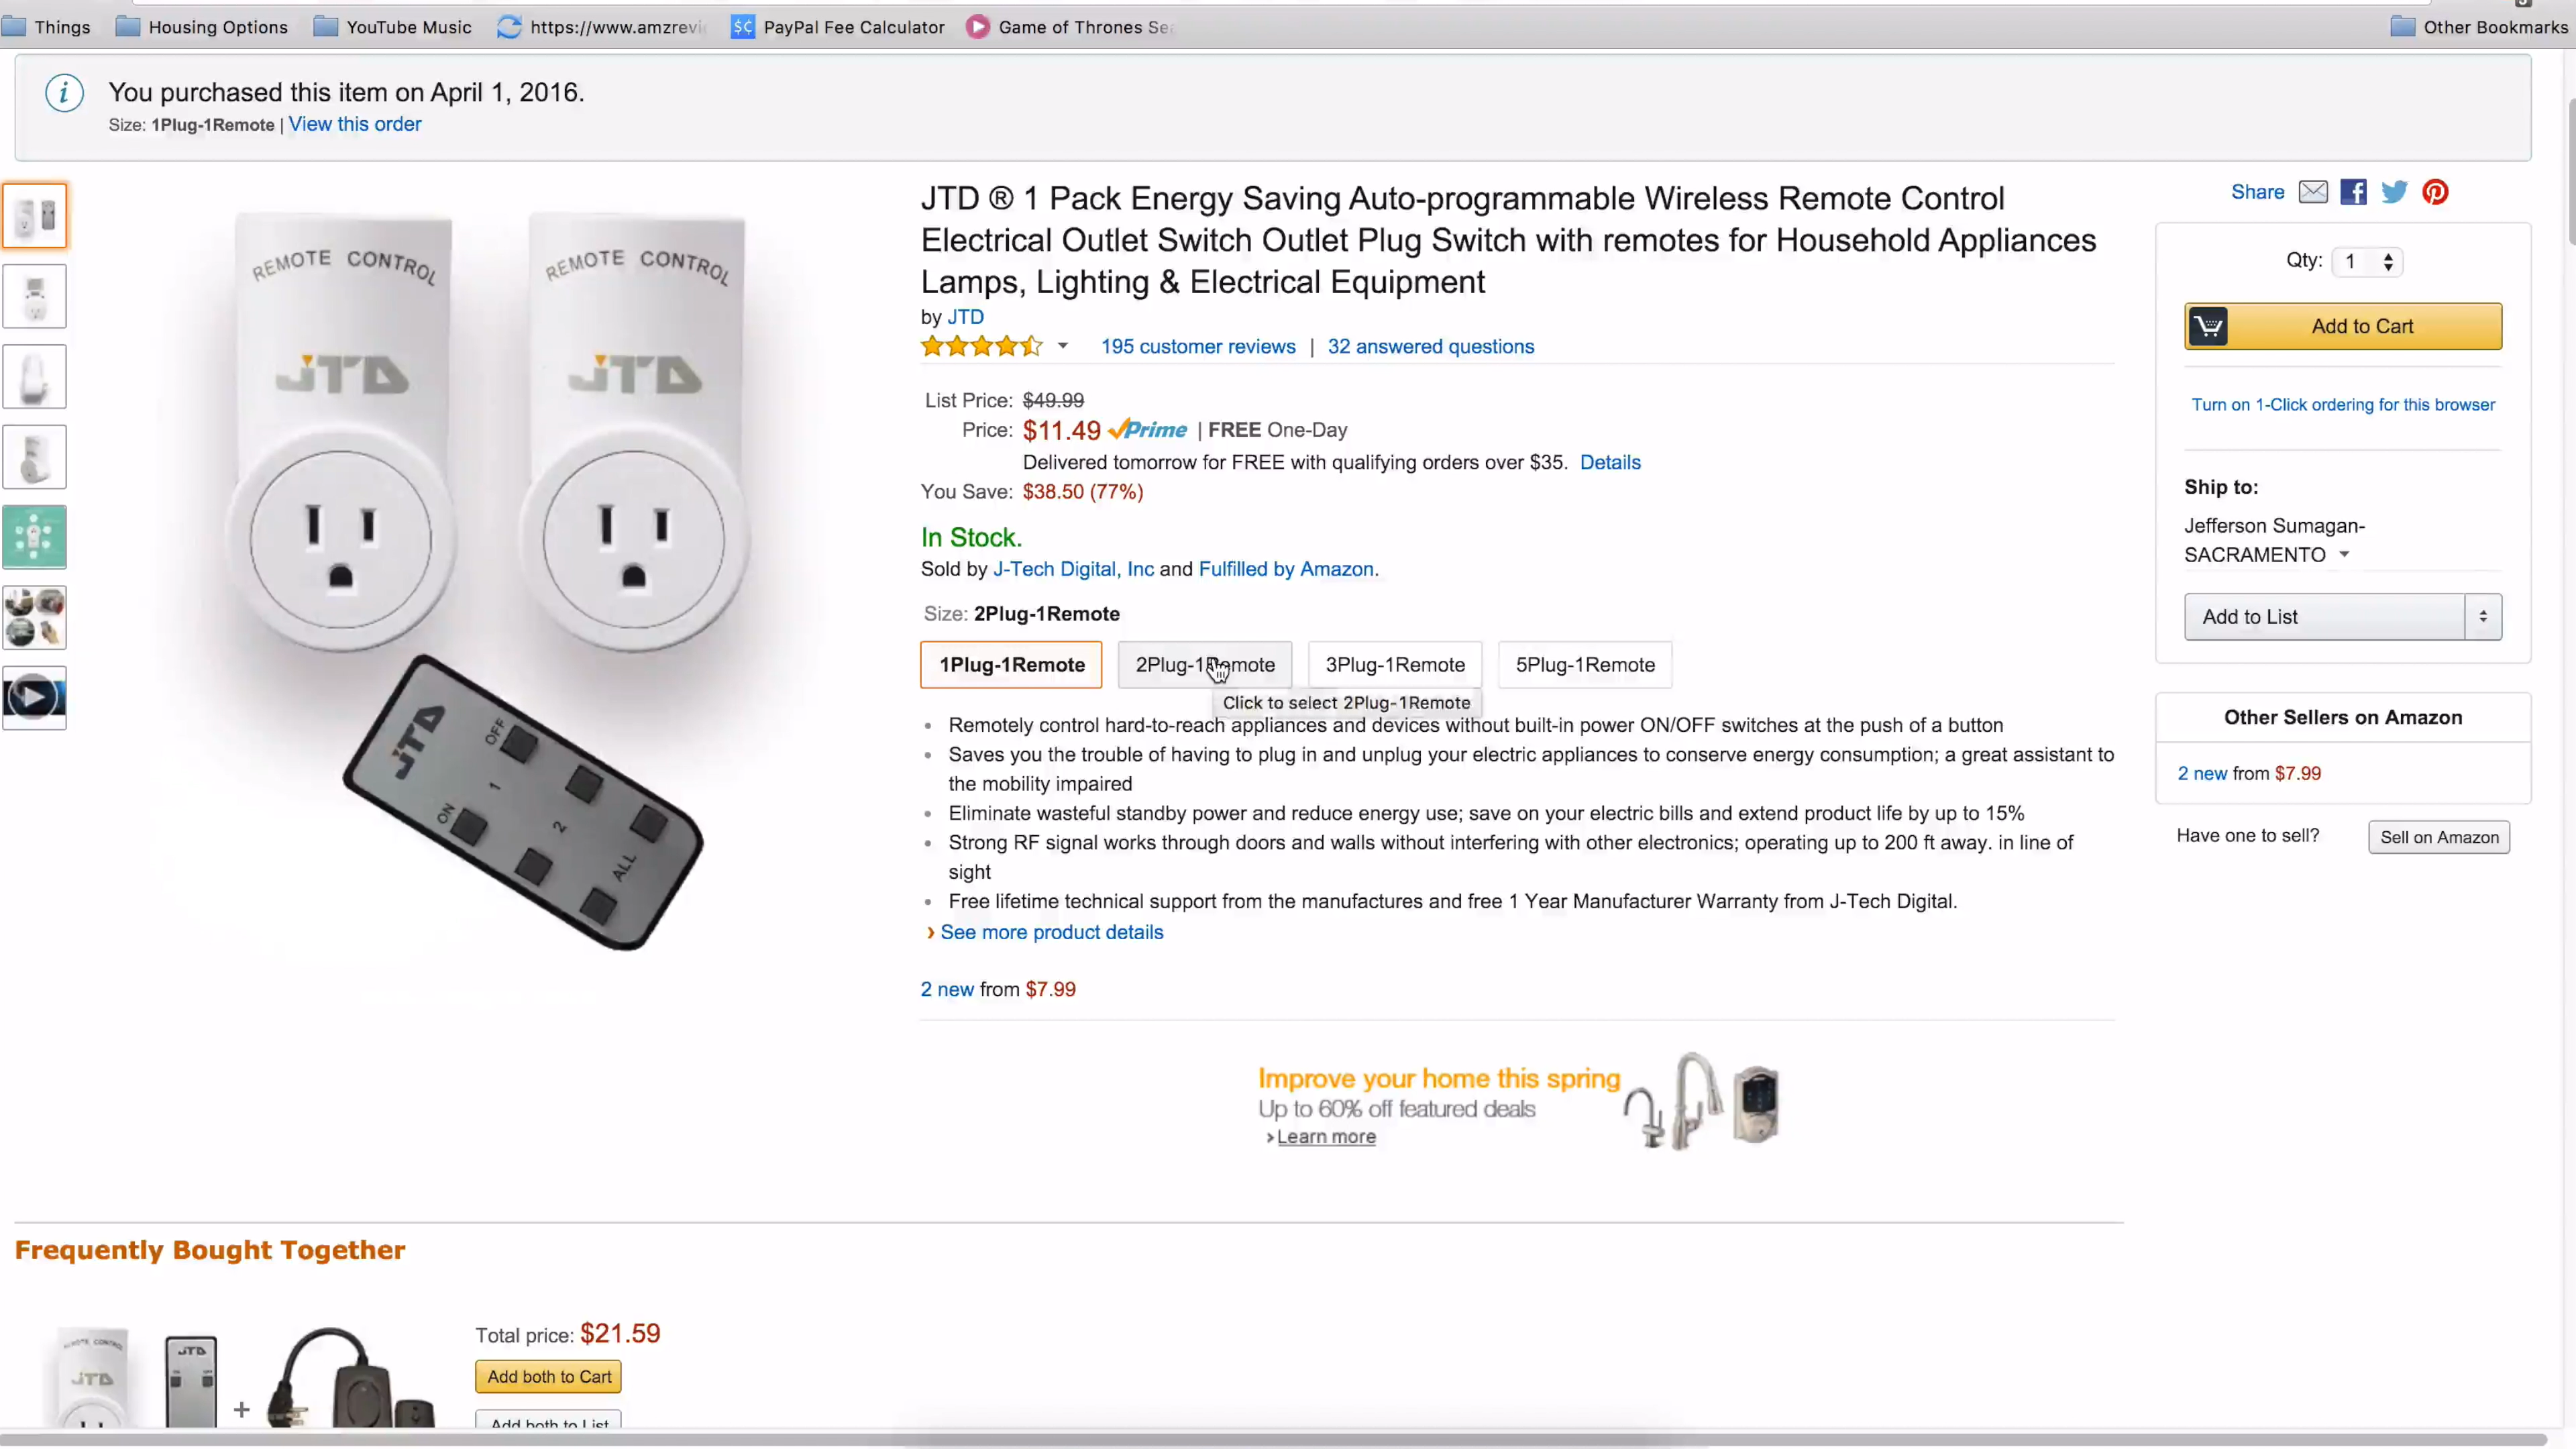 Things
Housing Options
YouTube Music
https://www.amzrevi
PayPal Fee Calculator
Game of Thrones Sea
Other Bookmarks
You purchased this item on April 1, 2016.
Size: 1Plug-1Remote | View this order
REMOTE CONTROL
JTD
REMOTE CONTROL
JTD
JTD
OFF
ON
1
2
ALL
JTD ® 1 Pack Energy Saving Auto-programmable Wireless Remote Control
Electrical Outlet Switch Outlet Plug Switch with remotes for Household Appliances
Lamps, Lighting & Electrical Equipment
by JTD
195 customer reviews | 32 answered questions
List Price: $49.99
Price: $11.49 Prime | FREE One-Day
Delivered tomorrow for FREE with qualifying orders over $35. Details
You Save: $38.50 (77%)
In Stock.
Sold by J-Tech Digital, Inc and Fulfilled by Amazon.
Size: 2Plug-1Remote
1Plug-1Remote
2Plug-1Remote
3Plug-1Remote
5Plug-1Remote
Click to select 2Plug-1Remote
• Remotely control hard-to-reach appliances and devices without built-in power ON/OFF switches at the push of a button
• Saves you the trouble of having to plug in and unplug your electric appliances to conserve energy consumption; a great assistant to
the mobility impaired
• Eliminate wasteful standby power and reduce energy use; save on your electric bills and extend product life by up to 15%
• Strong RF signal works through doors and walls without interfering with other electronics; operating up to 200 ft away. in line of
sight
• Free lifetime technical support from the manufactures and free 1 Year Manufacturer Warranty from J-Tech Digital.
› See more product details
2 new from $7.99
Improve your home this spring
Up to 60% off featured deals
› Learn more
Share
Qty: 1
Add to Cart
Turn on 1-Click ordering for this browser
Ship to:
Jefferson Sumagan-
SACRAMENTO
Add to List
Other Sellers on Amazon
2 new from $7.99
Have one to sell?
Sell on Amazon
Frequently Bought Together
REMOTE CONTROL
JTD
JTD
+
Total price: $21.59
Add both to Cart
Add both to List